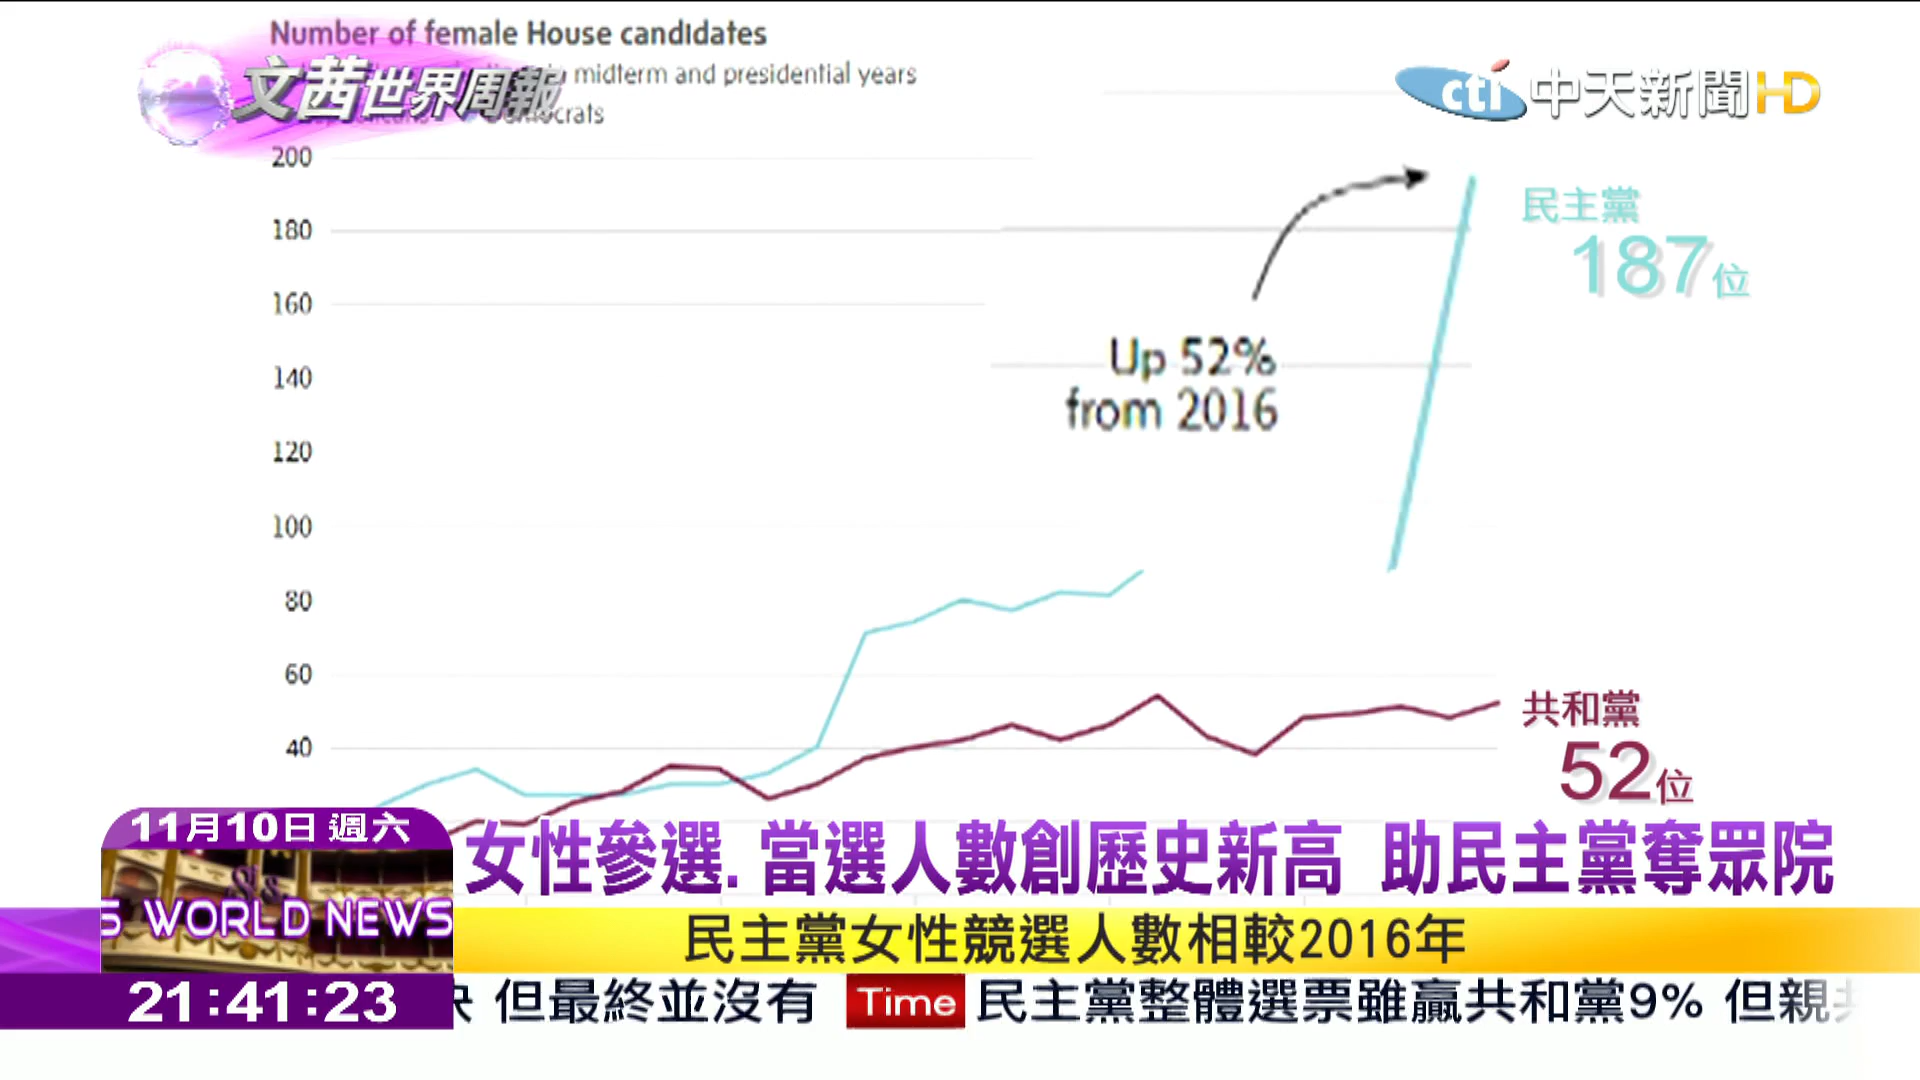 Number of female House candidates
midterm and presidential years
文茜世界周報
cti中天新聞HD
200
180
160
140
120
100
80
60
40
Up 52%
from 2016
民主黨
187位
共和黨
52位
11月10日 週六
女性參選.當選人數創歷史新高 助民主黨奪眾院
S WORLD NEWS
民主黨女性競選人數相較2016年
21:41:23
但最終並沒有 Time 民主黨整體選票雖贏共和黨9% 但親